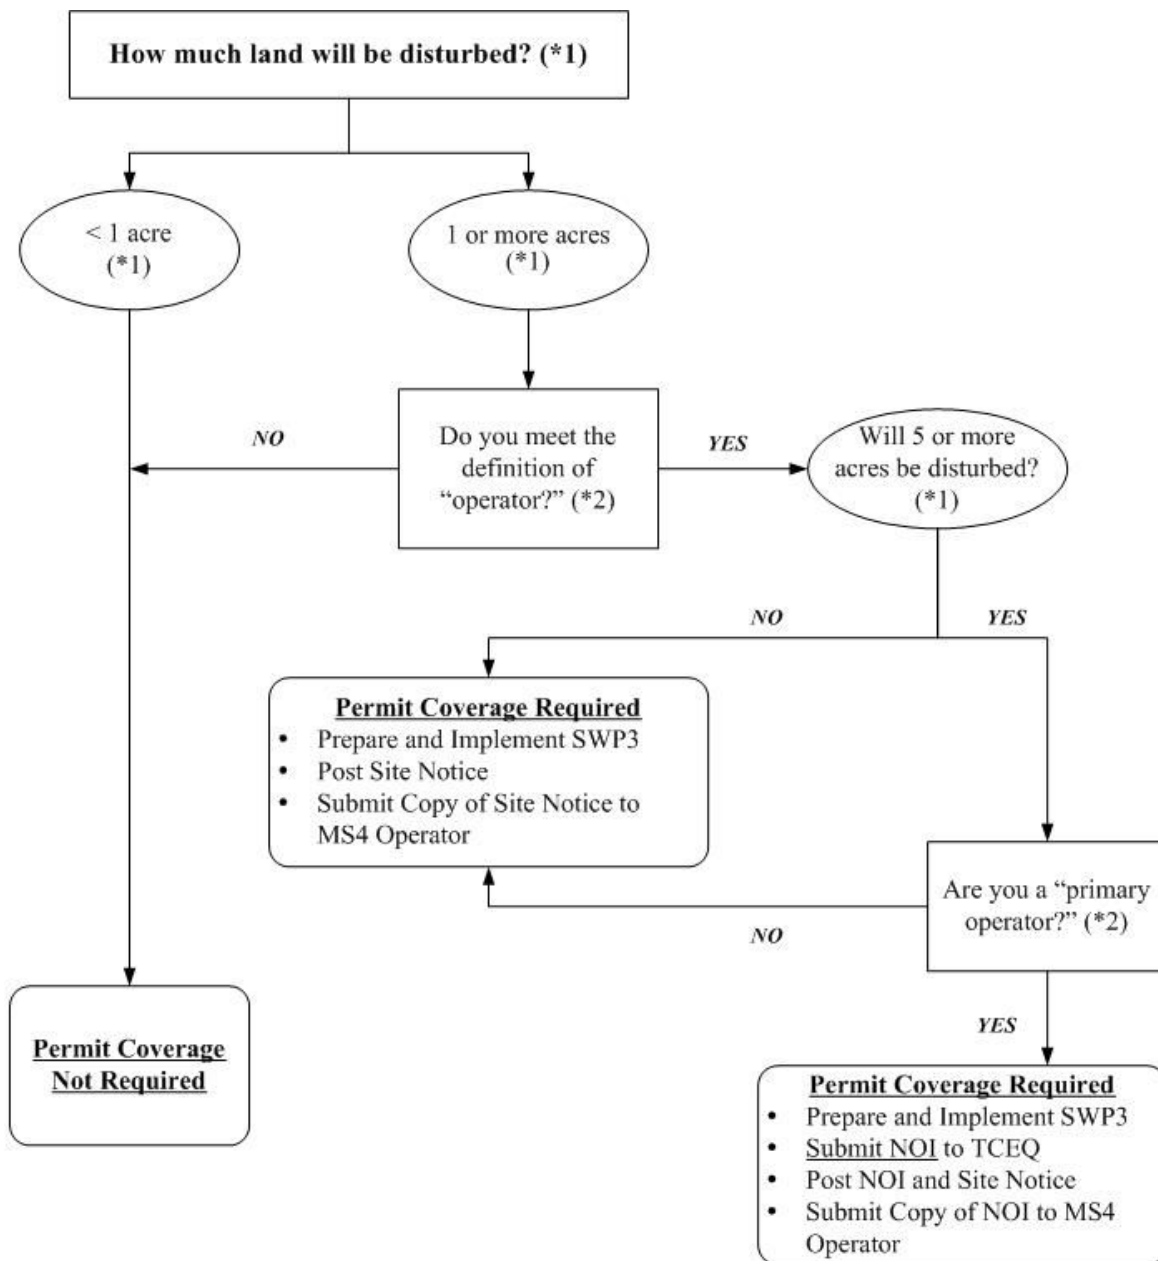 How much land will be disturbed? (*1)
< 1 acre
(*1)
1 or more acres
(*1)
NO
Do you meet the
definition of
“operator?” (*2)
YES
Will 5 or more
acres be disturbed?
(*1)
NO
YES
Permit Coverage Required
• Prepare and Implement SWP3
• Post Site Notice
• Submit Copy of Site Notice to
MS4 Operator
Are you a “primary
operator?” (*2)
NO
YES
Permit Coverage
Not Required
Permit Coverage Required
• Prepare and Implement SWP3
• Submit NOI to TCEQ
• Post NOI and Site Notice
• Submit Copy of NOI to MS4
Operator